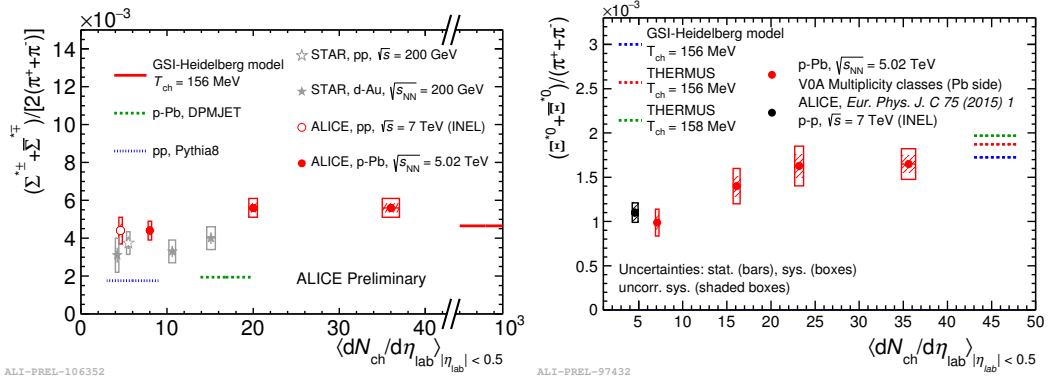 ×10⁻³
14
12
10
8
6
4
2
0
(Σ*± + Σ̅*∓)/[2(π⁺+π⁻)]
GSI-Heidelberg model
T_ch = 156 MeV
p-Pb, DPMJET
pp, Pythia8
STAR, pp, √s = 200 GeV
STAR, d-Au, √s_NN = 200 GeV
ALICE, pp, √s = 7 TeV (INEL)
ALICE, p-Pb, √s_NN = 5.02 TeV
ALICE Preliminary
0 10 20 30 40 10³
⟨dN_ch/dη_lab⟩_|η_lab| < 0.5
ALI-PREL-106352
×10⁻³
3
2.5
2
1.5
1
0.5
0
(Ξ*⁰+Ξ̅*⁰)/(π⁺+π⁻)
GSI-Heidelberg model
T_ch = 156 MeV
THERMUS
T_ch = 156 MeV
THERMUS
T_ch = 158 MeV
p-Pb, √s_NN = 5.02 TeV
V0A Multiplicity classes (Pb side)
ALICE, Eur. Phys. J. C 75 (2015) 1
p-p, √s = 7 TeV (INEL)
Uncertainties: stat. (bars), sys. (boxes)
uncorr. sys. (shaded boxes)
5 10 15 20 25 30 35 40 45 50
⟨dN_ch/dη_lab⟩_|η_lab| < 0.5
ALI-PREL-97432